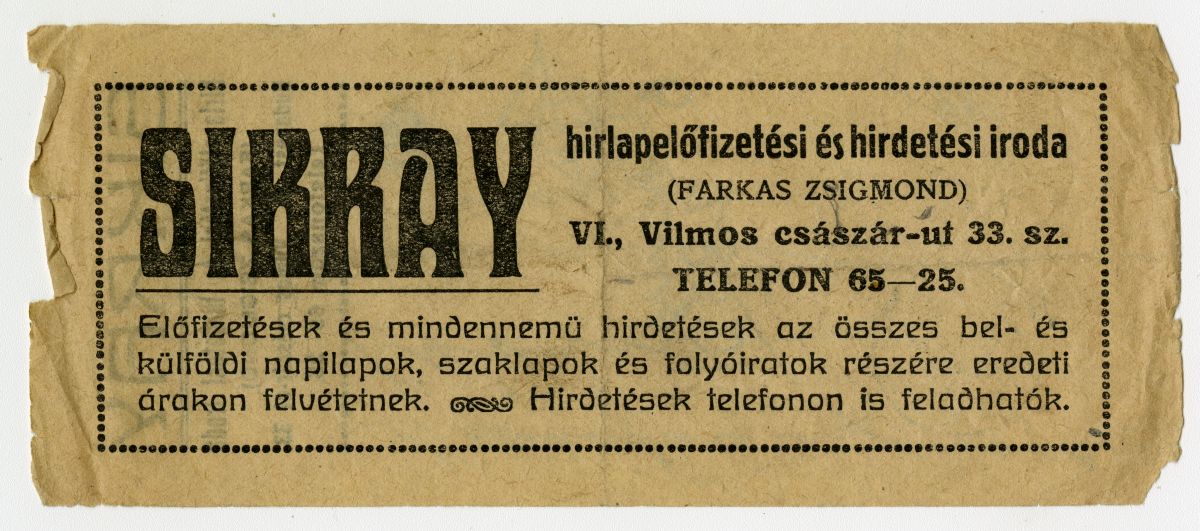 SIKRAY
hirlapelőfizetési és hirdetési iroda
(FARKAS ZSIGMOND)
VI., Vilmos császár-ut 33. sz.
TELEFON 65—25.
Előfizetések és mindennemü hirdetések az összes bel- és
külföldi napilapok, szaklapok és folyóiratok részére eredeti
árakon felvétetnek. Hirdetések telefonon is feladhatók.